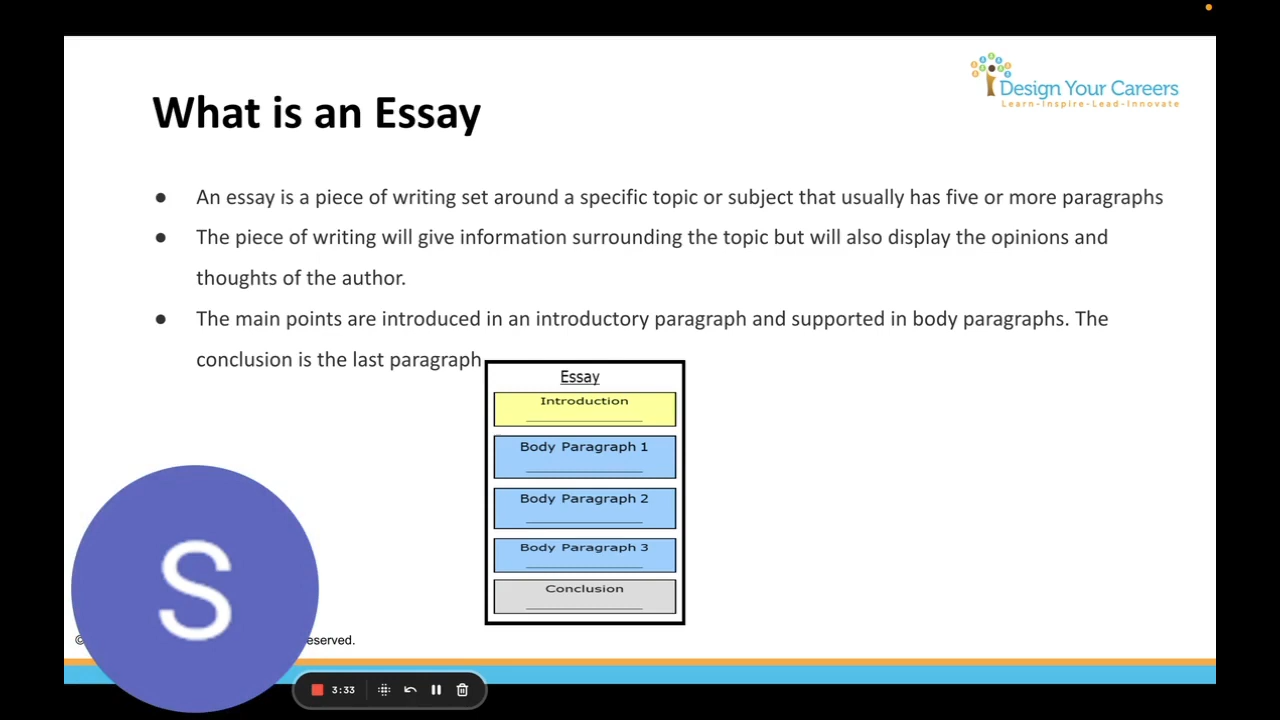 Design Your Careers
Learn-Inspire-Lead-Innovate
What is an Essay
● An essay is a piece of writing set around a specific topic or subject that usually has five or more paragraphs
● The piece of writing will give information surrounding the topic but will also display the opinions and
thoughts of the author.
● The main points are introduced in an introductory paragraph and supported in body paragraphs. The
conclusion is the last paragraph
Essay
Introduction
Body Paragraph 1
Body Paragraph 2
Body Paragraph 3
Conclusion
S
©
eserved.
3:33